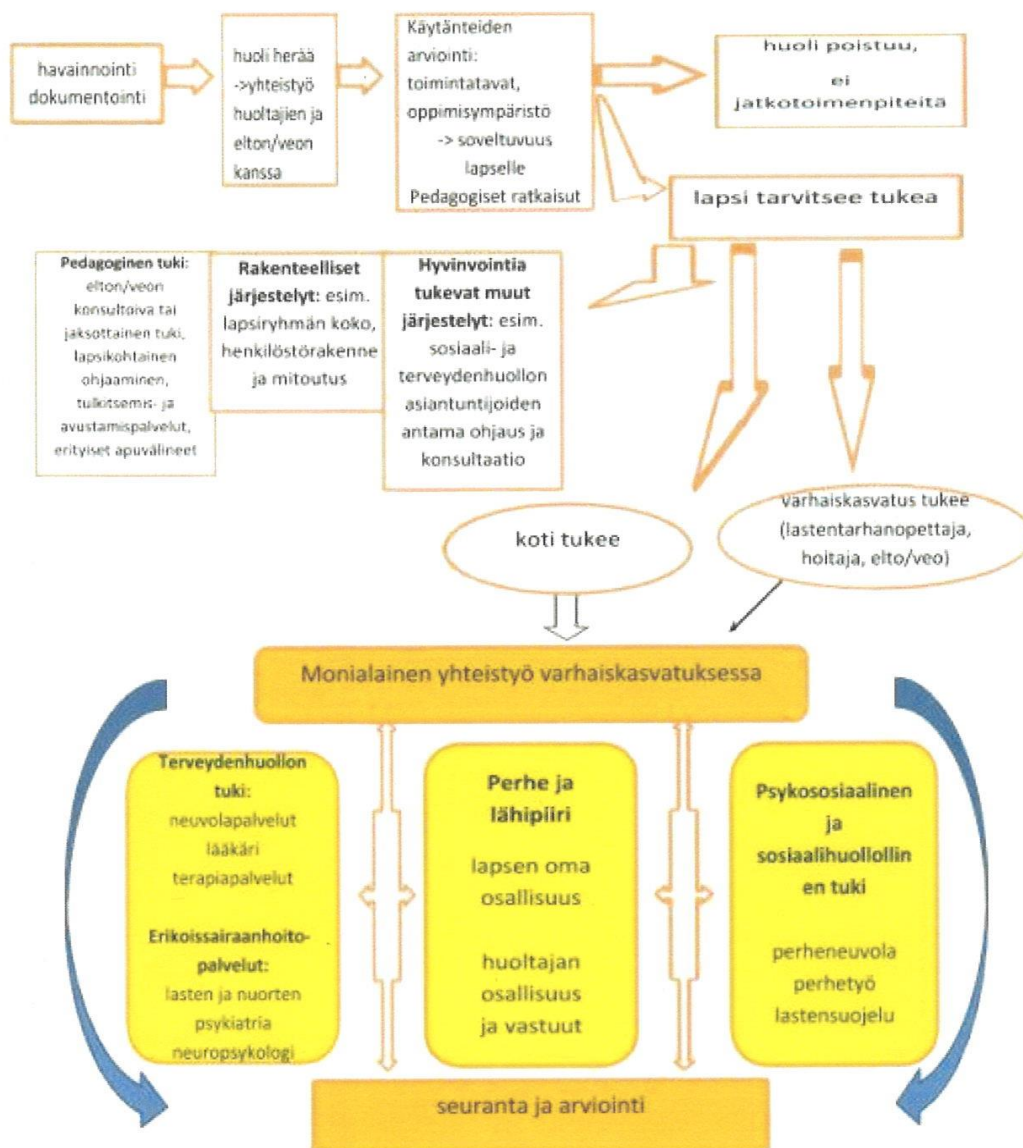 havainnointi
dokumentointi
huoli herää
->yhteistyö
huoltajien ja
elton/veon
kanssa
Käytänteiden
arviointi:
toimintatavat,
oppimisympäristö
-> soveltuvuus
lapselle
Pedagogiset ratkaisut
huoli poistuu,
ei
jatkotoimenpiteitä
lapsi tarvitsee tukea
Pedagoginen tuki:
elton/veon
konsultoiva tai
jaksottainen tuki,
lapsikohtainen
ohjaaminen,
tulkitsemis- ja
avustamispalvelut,
erityiset apuvälineet
Rakenteelliset
järjestelyt: esim.
lapsiryhmän koko,
henkilöstörakenne
ja mitoutus
Hyvinvointia
tukevat muut
järjestelyt: esim.
sosiaali- ja
terveydenhuollon
asiantuntijoiden
antama ohjaus ja
konsultaatio
koti tukee
varhaiskasvatus tukee
(lastentarhanopettaja,
hoitaja, elto/veo)
Monialainen yhteistyö varhaiskasvatuksessa
Terveydenhuollon
tuki:
neuvolapalvelut
lääkäri
terapiapalvelut
Erikoissairaanhoito-
palvelut:
lasten ja nuorten
psykiatria
neuropsykologi
Perhe ja
lähipiiri
lapsen oma
osallisuus
huoltajan
osallisuus
ja vastuut
Psykososiaalinen
ja
sosiaalihuollollin
en tuki
perheneuvola
perhetyö
lastensuojelu
seuranta ja arviointi